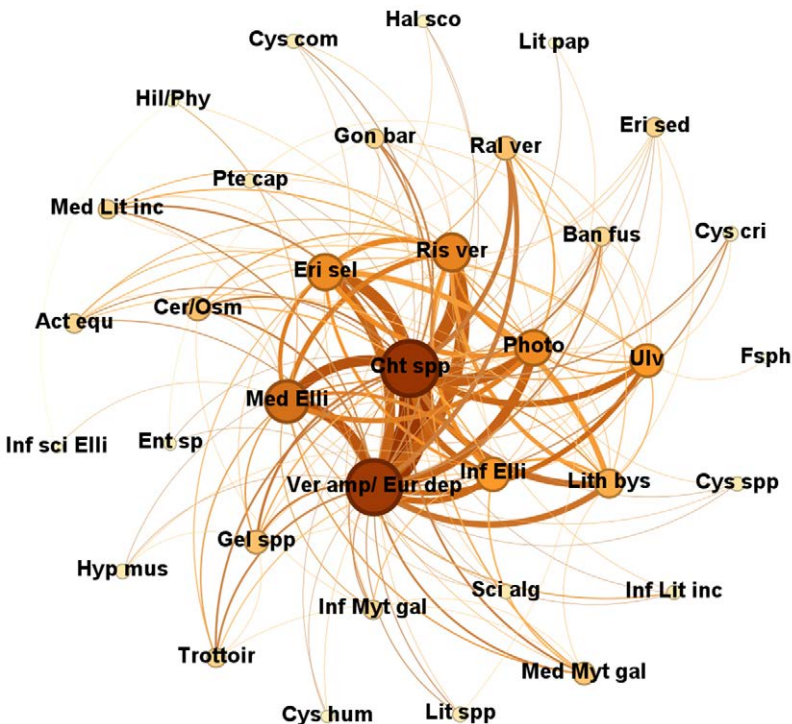 Hal sco
Cys com
Lit pap
Hil/Phy
Eri sed
Gon bar
Ral ver
Pte cap
Med Lit inc
Ban fus
Cys cri
Ris ver
Eri sel
Cer/Osm
Act equ
Photo
Ulv
Fsph
Cht spp
Med Elli
Inf sci Elli
Ent sp
Inf Elli
Ver amp/ Eur dep
Lith bys
Cys spp
Gel spp
Hyp mus
Sci alg
Inf Lit inc
Inf Myt gal
Trottoir
Med Myt gal
Cys hum
Lit spp